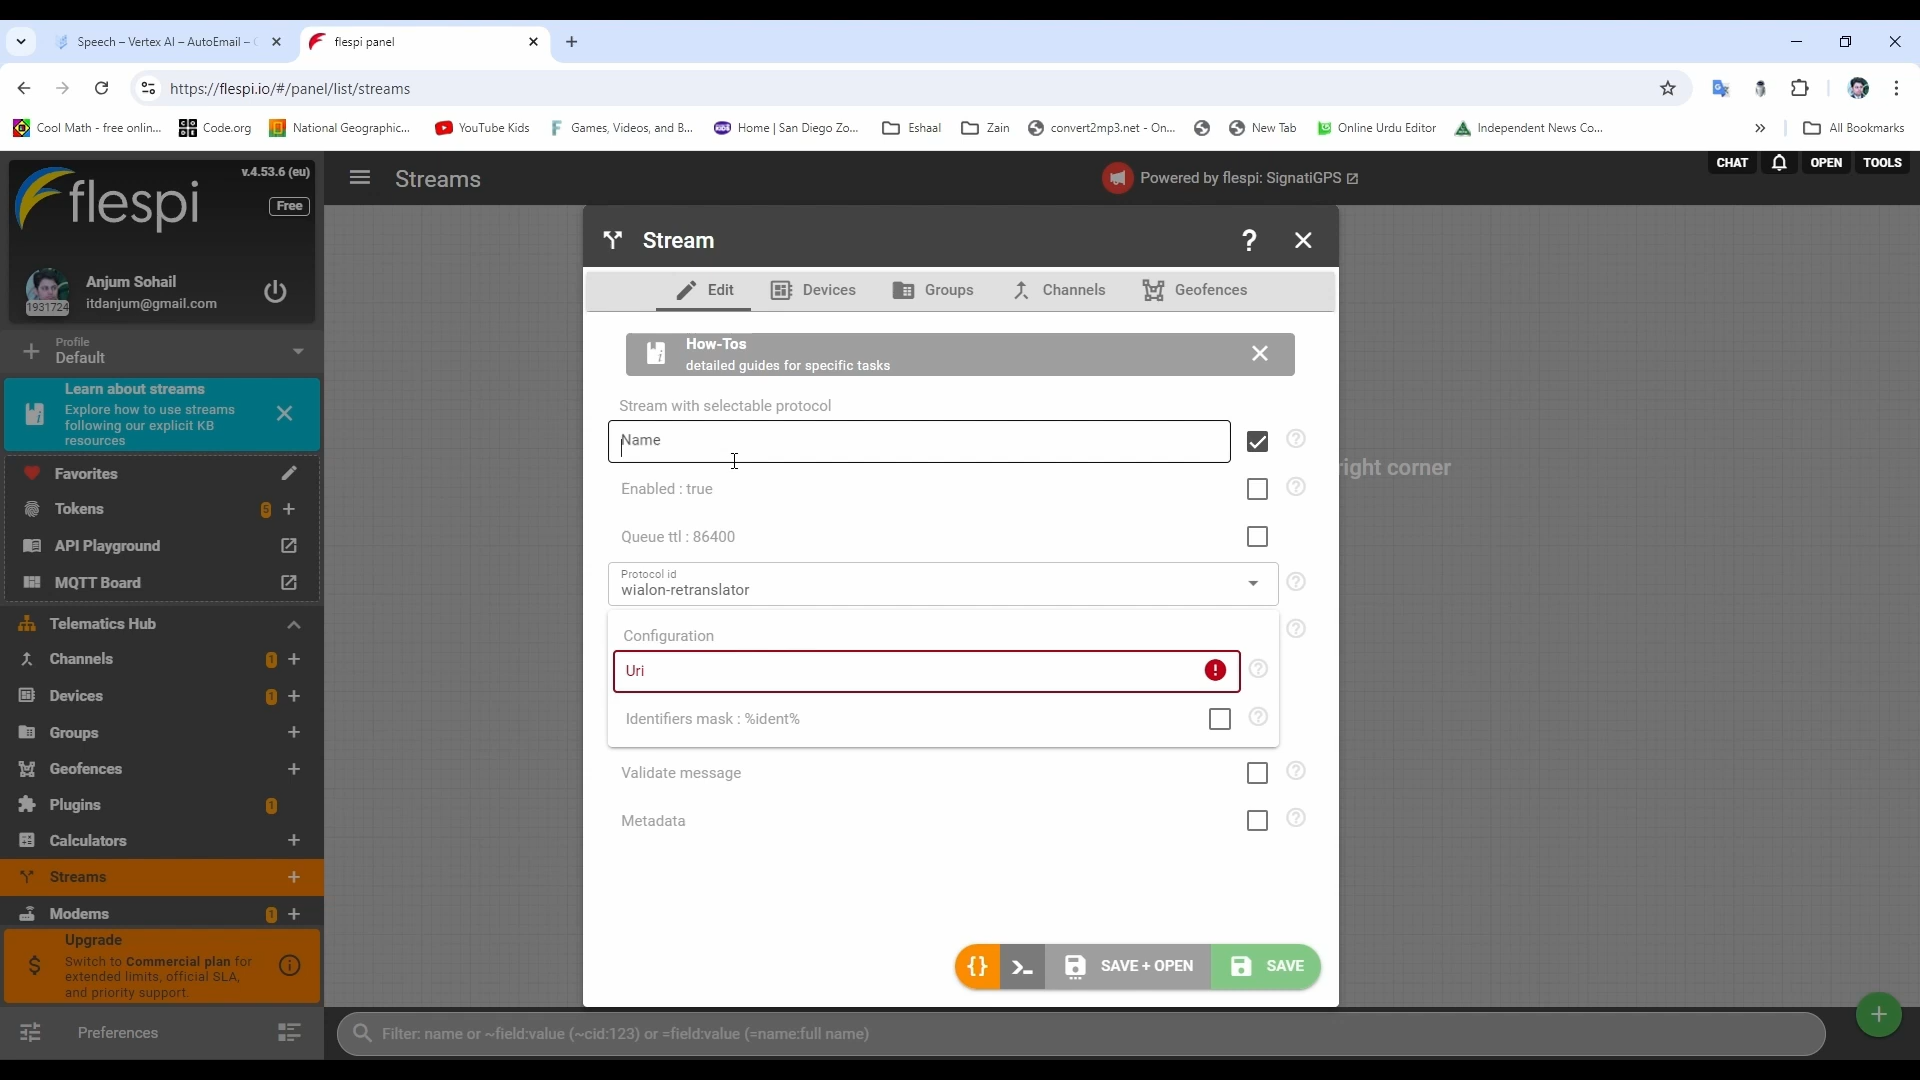 Speech – Vertex AI – AutoEmail –
flespi panel
https://flespi.io/#/panel/list/streams
Cool Math - free onlin...
Code.org
National Geographic...
YouTube Kids
Games, Videos, and B...
Home | San Diego Zo...
Eshaal
Zain
convert2mp3.net - On...
New Tab
Online Urdu Editor
Independent News Co...
»
All Bookmarks
flespi
v.4.53.6 (eu)
Free
Anjum Sohail
itdanjum@gmail.com
1931724
Profile
Default
Learn about streams
Explore how to use streams
following our explicit KB
resources
Favorites
Tokens 5
API Playground
MQTT Board
Telematics Hub
Channels 1
Devices 1
Groups
Geofences
Plugins 1
Calculators
Streams
Modems 1
Upgrade
Switch to Commercial plan for
extended limits, official SLA,
and priority support.
Preferences
Streams
Powered by flespi: SignatiGPS
CHAT
OPEN
TOOLS
Stream
?
Edit
Devices
Groups
Channels
Geofences
How-Tos
detailed guides for specific tasks
Stream with selectable protocol
Name
Enabled : true
Queue ttl : 86400
Protocol id
wialon-retranslator
Configuration
Uri
Identifiers mask : %ident%
Validate message
Metadata
{}
SAVE + OPEN
SAVE
right corner
Filter: name or ~field:value (~cid:123) or =field:value (=name:full name)